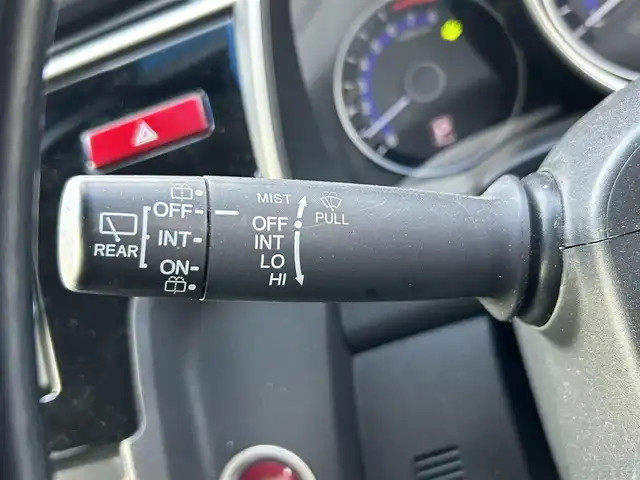 OFF
INT
ON
REAR
MIST
OFF
INT
LO
HI
PULL